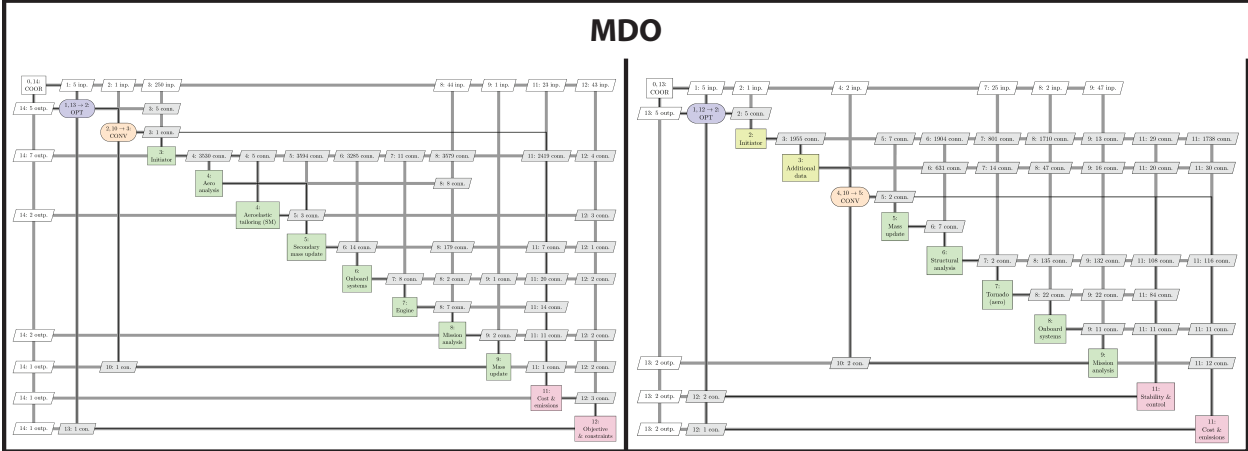 MDO
0, 14:
COOR
1: 5 inp.
2: 1 inp.
3: 250 inp.
8: 44 inp.
9: 1 inp.
11: 23 inp.
12: 43 inp.
14: 5 outp.
1, 13 → 2:
OPT
3: 5 conn.
2, 10 → 3:
CONV
3: 1 conn.
14: 7 outp.
3:
Initiator
4: 3530 conn.
4: 5 conn.
5: 3594 conn.
6: 3285 conn.
7: 11 conn.
8: 3579 conn.
11: 2419 conn.
12: 4 conn.
4:
Aero
analysis
8: 8 conn.
14: 2 outp.
4:
Aeroelastic
tailoring (SM)
5: 3 conn.
12: 3 conn.
5:
Secondary
mass update
6: 14 conn.
8: 179 conn.
11: 7 conn.
12: 1 conn.
6:
Onboard
systems
7: 8 conn.
8: 2 conn.
9: 1 conn.
11: 20 conn.
12: 2 conn.
7:
Engine
8: 7 conn.
11: 14 conn.
14: 2 outp.
8:
Mission
analysis
9: 2 conn.
11: 11 conn.
12: 2 conn.
14: 1 outp.
10: 1 con.
9:
Mass
update
11: 1 conn.
12: 2 conn.
14: 1 outp.
11:
Cost &
emissions
12: 3 conn.
14: 1 outp.
13: 1 con.
12:
Objective
& constraints
0, 13:
COOR
1: 5 inp.
2: 1 inp.
4: 2 inp.
7: 25 inp.
8: 2 inp.
9: 47 inp.
13: 5 outp.
1, 12 → 2:
OPT
2: 5 conn.
2:
Initiator
3: 1955 conn.
5: 7 conn.
6: 1904 conn.
7: 801 conn.
8: 1710 conn.
9: 13 conn.
11: 29 conn.
11: 1738 conn.
3:
Additional
data
6: 631 conn.
7: 14 conn.
8: 47 conn.
9: 16 conn.
11: 20 conn.
11: 30 conn.
4, 10 → 5:
CONV
5: 2 conn.
5:
Mass
update
6: 7 conn.
6:
Structural
analysis
7: 2 conn.
8: 135 conn.
9: 132 conn.
11: 108 conn.
11: 116 conn.
7:
Tornado
(aero)
8: 22 conn.
9: 22 conn.
11: 84 conn.
8:
Onboard
systems
9: 11 conn.
11: 11 conn.
11: 11 conn.
13: 2 outp.
10: 2 con.
9:
Mission
analysis
11: 12 conn.
13: 2 outp.
12: 2 con.
11:
Stability &
control
13: 2 outp.
12: 1 con.
11:
Cost &
emissions